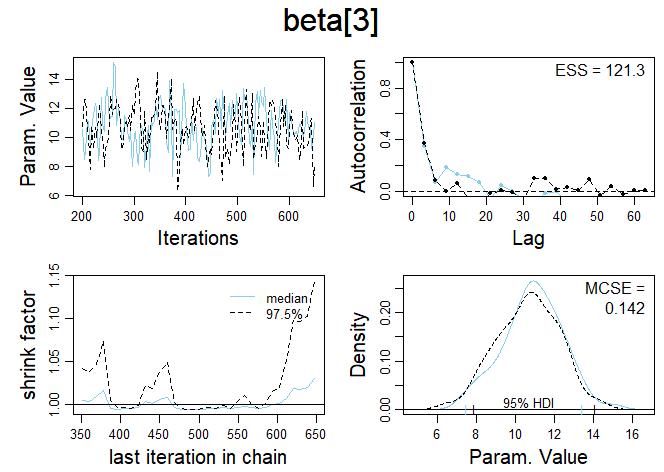 beta[3]
Param. Value
6 8 10 12 14
200 300 400 500 600
Iterations
Autocorrelation
0.0 0.4 0.8
ESS = 121.3
0 10 20 30 40 50 60
Lag
shrink factor
1.00 1.05 1.10 1.15
median
97.5%
350 400 450 500 550 600 650
last iteration in chain
Density
0.00 0.10 0.20
MCSE =
0.142
95% HDI
6 8 10 12 14 16
Param. Value